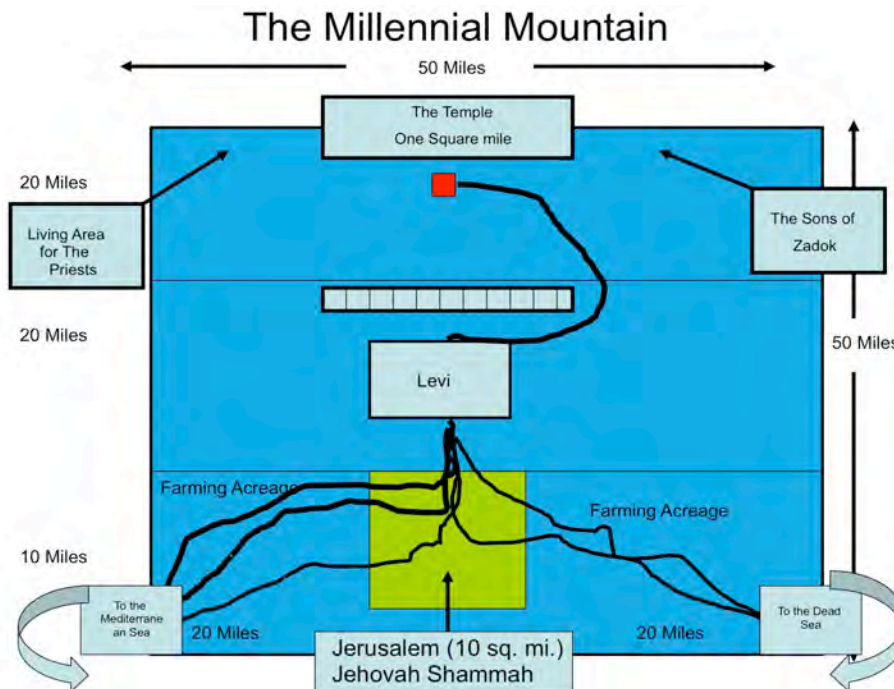 The Millennial Mountain
50 Miles
The Temple
One Square mile
20 Miles
Living Area
for The
Priests
The Sons of
Zadok
20 Miles
50 Miles
Levi
Farming Acreage
Farming Acreage
10 Miles
To the
Mediterrane
an Sea
20 Miles
20 Miles
To the Dead
Sea
Jerusalem (10 sq. mi.)
Jehovah Shammah